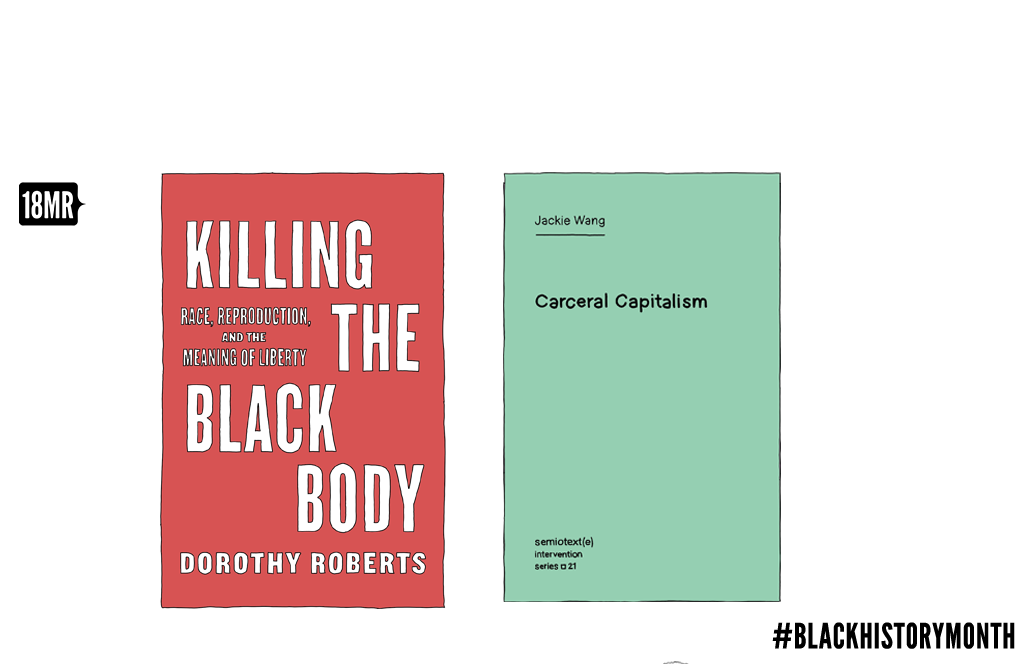 18MR
KILLING
RACE, REPRODUCTION,
AND THE
MEANING OF LIBERTY
THE
BLACK
BODY
DOROTHY ROBERTS
Jackie Wang
Carceral Capitalism
semiotext(e)
intervention
series □ 21
#BLACKHISTORYMONTH